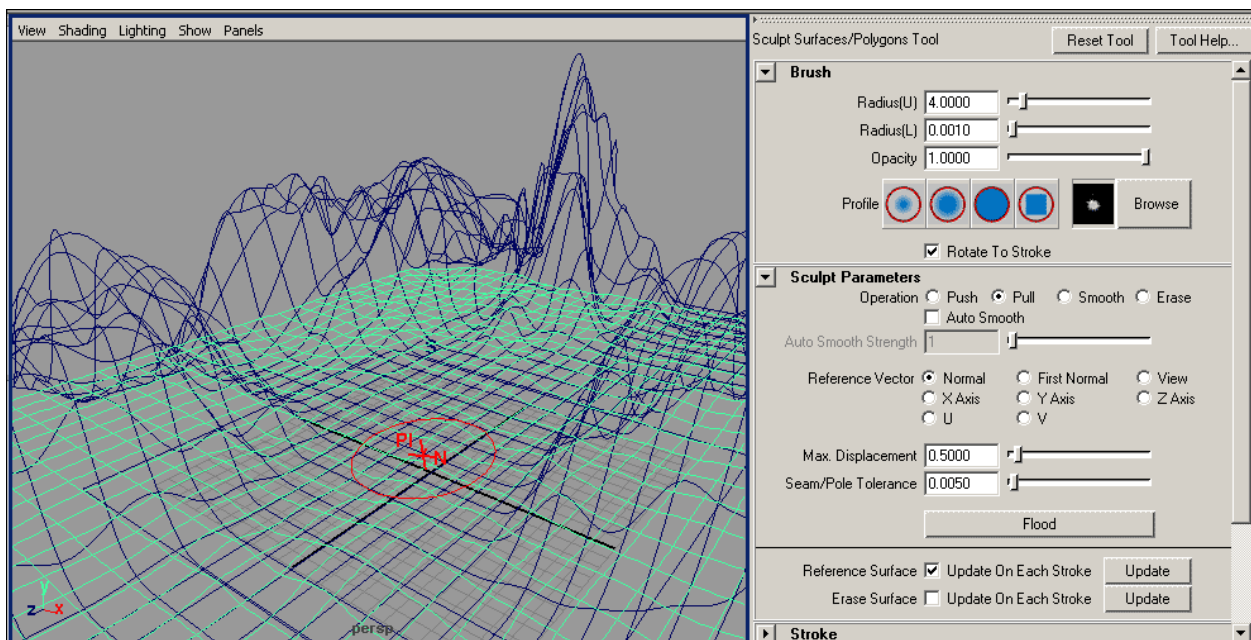 View Shading Lighting Show Panels
Sculpt Surfaces/Polygons Tool Reset Tool Tool Help...
Brush
Radius(U) 4.0000
Radius(L) 0.0010
Opacity 1.0000
Profile Browse
Rotate To Stroke
Sculpt Parameters
Operation Push Pull Smooth Erase
Auto Smooth
Auto Smooth Strength 1
Reference Vector Normal First Normal View
X Axis Y Axis Z Axis
U V
Max. Displacement 0.5000
Seam/Pole Tolerance 0.0050
Flood
Reference Surface Update On Each Stroke Update
Erase Surface Update On Each Stroke Update
Stroke
Pl N
y
z x
persp